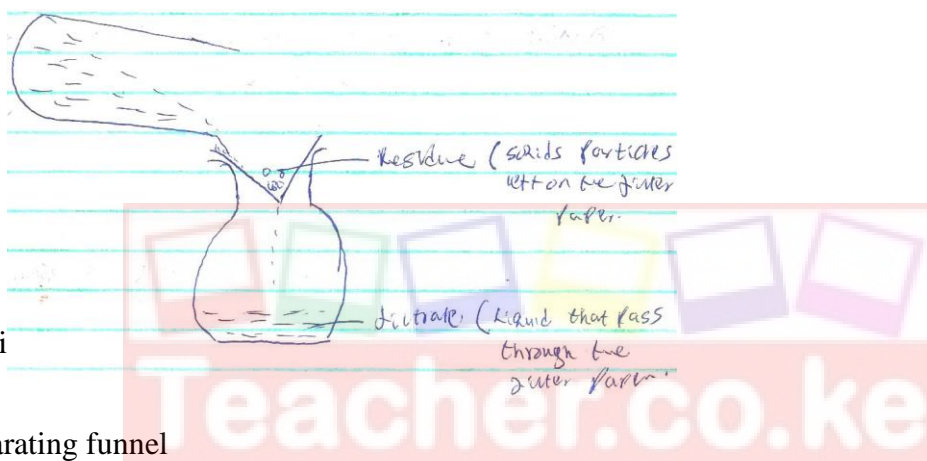 Residue (solids particles
left on the filter
paper.
filtrate. (Liquid that pass
through the
filter paper.
i
Teacher.co.ke
arating funnel